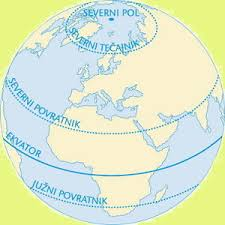 SEVERNI POL
SEVERNI TEČAJNIK
SEVERNI POVRATNIK
EKVATOR
JUŽNI POVRATNIK